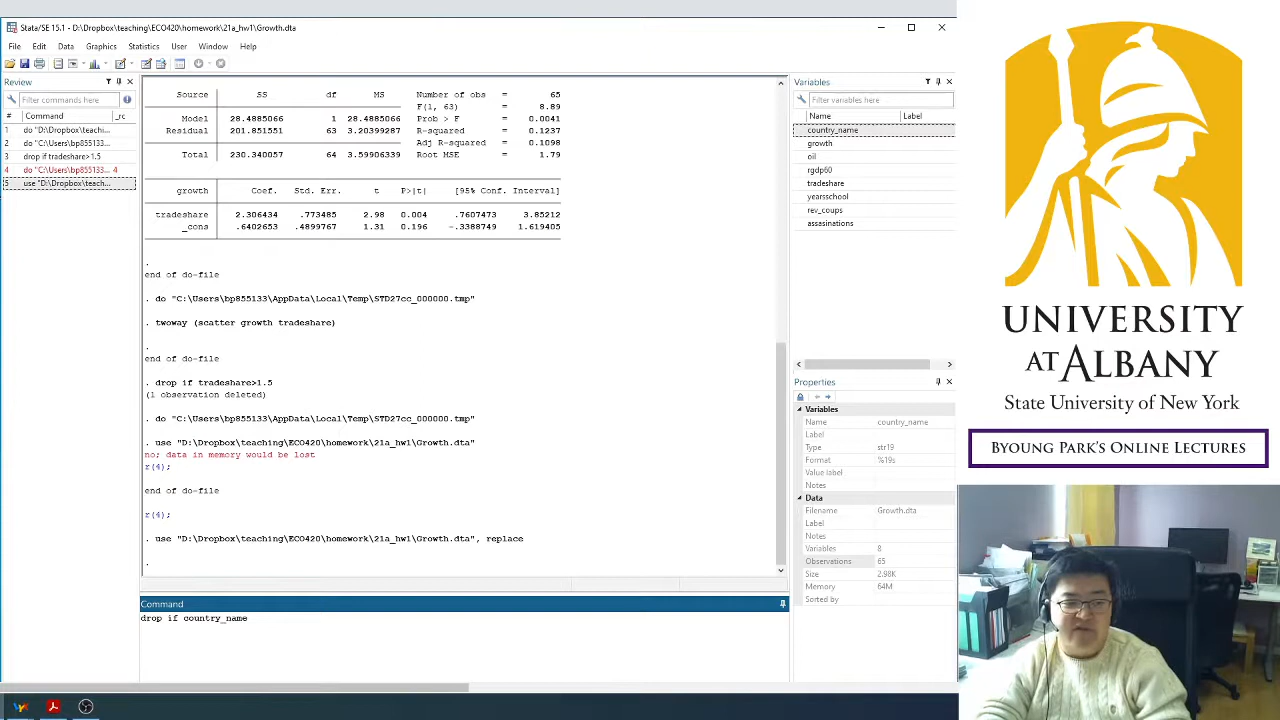 Stata/SE 15.1 - D:\Dropbox\teaching\ECO420\homework\21a_hw1\Growth.dta
File Edit Data Graphics Statistics User Window Help
Review
Filter commands here
# Command _rc
1 do "D:\Dropbox\teachi...
2 do "C:\Users\bp855133...
3 drop if tradeshare>1.5
4 do "C:\Users\bp855133... 4
5 use "D:\Dropbox\teach...
Source SS df MS Number of obs = 65
F(1, 63) = 8.89
Model 28.4885066 1 28.4885066 Prob > F = 0.0041
Residual 201.851551 63 3.20399287 R-squared = 0.1237
Adj R-squared = 0.1098
Total 230.340057 64 3.59906339 Root MSE = 1.79
growth Coef. Std. Err. t P>|t| [95% Conf. Interval]
tradeshare 2.306434 .773485 2.98 0.004 .7607473 3.85212
_cons .6402653 .4899767 1.31 0.196 -.3388749 1.619405
.
end of do-file
. do "C:\Users\bp855133\AppData\Local\Temp\STD27cc_000000.tmp"
. twoway (scatter growth tradeshare)
.
end of do-file
. drop if tradeshare>1.5
(1 observation deleted)
. do "C:\Users\bp855133\AppData\Local\Temp\STD27cc_000000.tmp"
. use "D:\Dropbox\teaching\ECO420\homework\21a_hw1\Growth.dta"
no; data in memory would be lost
r(4);
end of do-file
r(4);
. use "D:\Dropbox\teaching\ECO420\homework\21a_hw1\Growth.dta", replace
.
Command
drop if country_name
Variables
Filter variables here
Name Label
country_name
growth
oil
rgdp60
tradeshare
yearsschool
rev_coups
assasinations
Properties
Variables
Name country_name
Label
Type str19
Format %19s
Value label
Notes
Data
Filename Growth.dta
Label
Notes
Variables 8
Observations 65
Size 2.98K
Memory 64M
Sorted by
UNIVERSITY
AT ALBANY
State University of New York
BYOUNG PARK'S ONLINE LECTURES